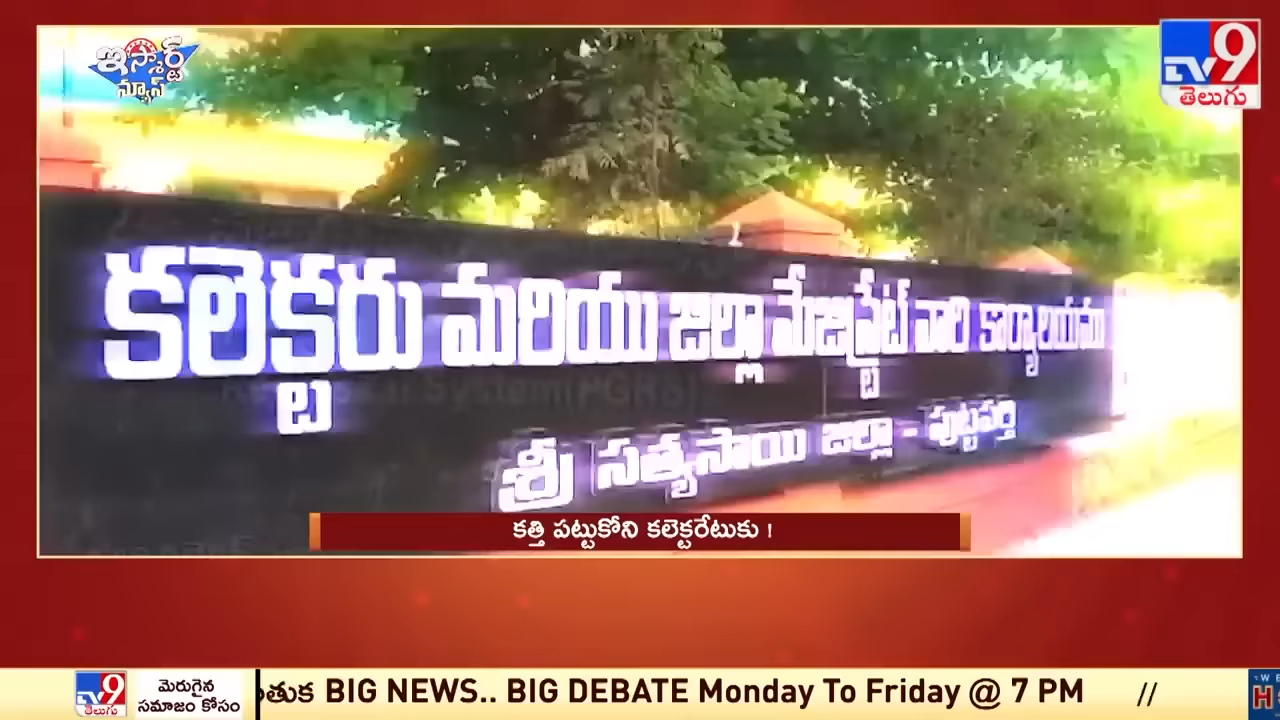 ఇస్మార్ట్
న్యూస్
TV9
తెలుగు
కలెక్టరు మరియు జిల్లా మేజిస్ట్రేట్ వారి కార్యాలయము
శ్రీ సత్యసాయి జిల్లా - పుట్టపర్తి
కత్తి పట్టుకోని కలెక్టరేటుకు !
TV9
తెలుగు
మెరుగైన
సమాజం కోసం
BIG NEWS.. BIG DEBATE Monday To Friday @ 7 PM //